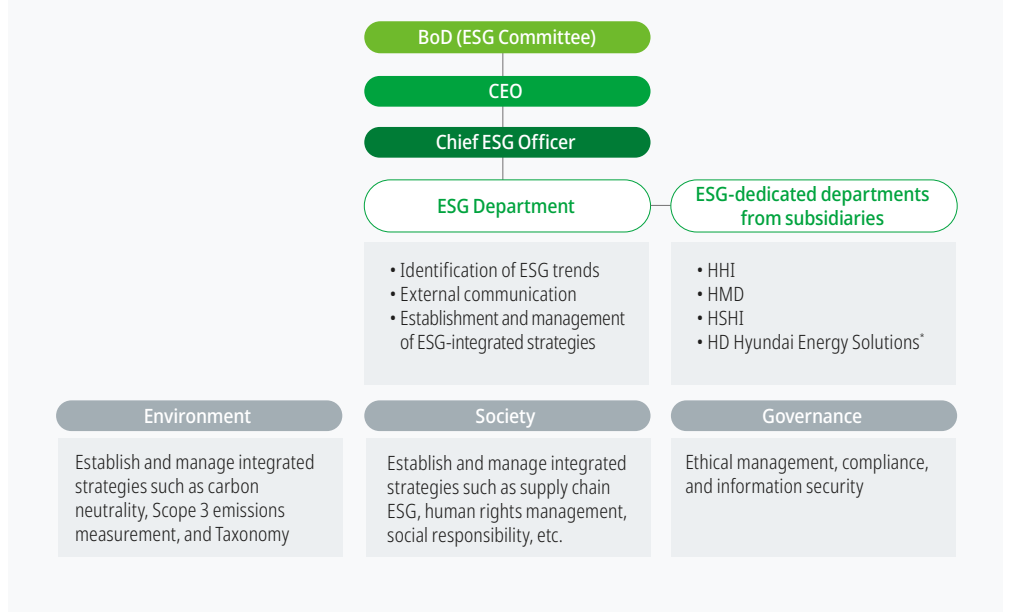 BoD (ESG Committee)
CEO
Chief ESG Officer
ESG Department
ESG-dedicated departments
from subsidiaries
• Identification of ESG trends
• External communication
• Establishment and management
of ESG-integrated strategies
• HHI
• HMD
• HSHI
• HD Hyundai Energy Solutions*
Environment
Establish and manage integrated
strategies such as carbon
neutrality, Scope 3 emissions
measurement, and Taxonomy
Society
Establish and manage integrated
strategies such as supply chain
ESG, human rights management,
social responsibility, etc.
Governance
Ethical management, compliance,
and information security